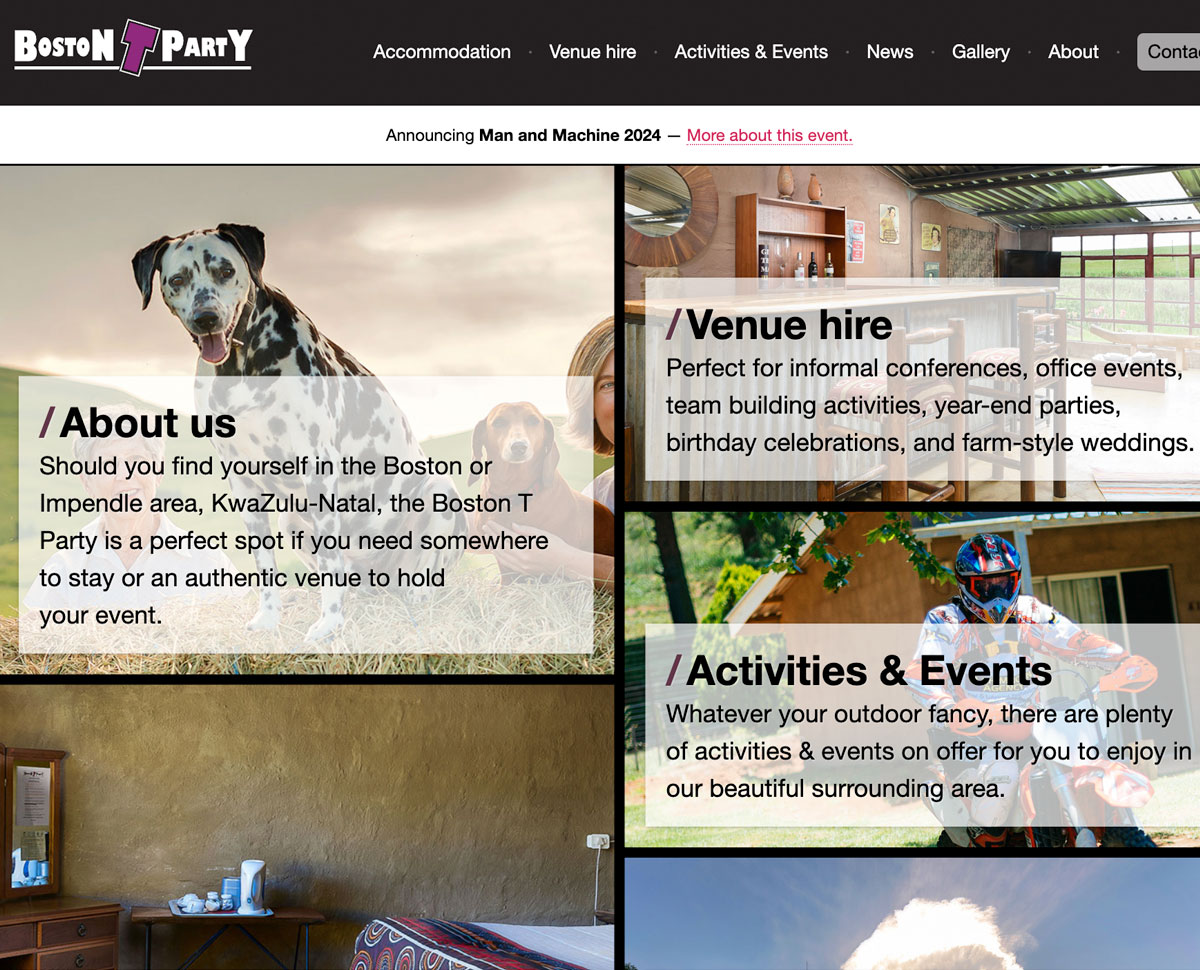 BOSTON T PARTY
Accommodation · Venue hire · Activities & Events · News · Gallery · About ·
Announcing Man and Machine 2024 — More about this event.
/About us
Should you find yourself in the Boston or
Impendle area, KwaZulu-Natal, the Boston T
Party is a perfect spot if you need somewhere
to stay or an authentic venue to hold
your event.
/Venue hire
Perfect for informal conferences, office events,
team building activities, year-end parties,
birthday celebrations, and farm-style weddings.
/Activities & Events
Whatever your outdoor fancy, there are plenty
of activities & events on offer for you to enjoy in
our beautiful surrounding area.